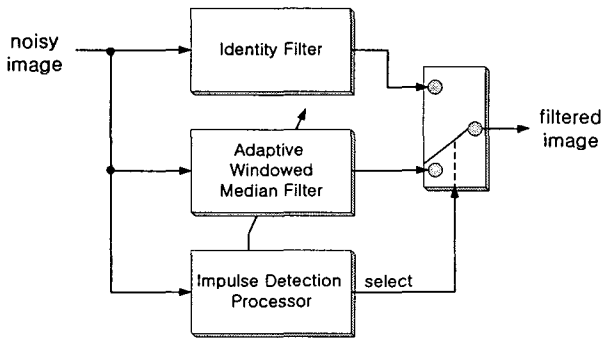 noisy
image
Identity Filter
Adaptive
Windowed
Median Filter
Impulse Detection
Processor
select
filtered
image